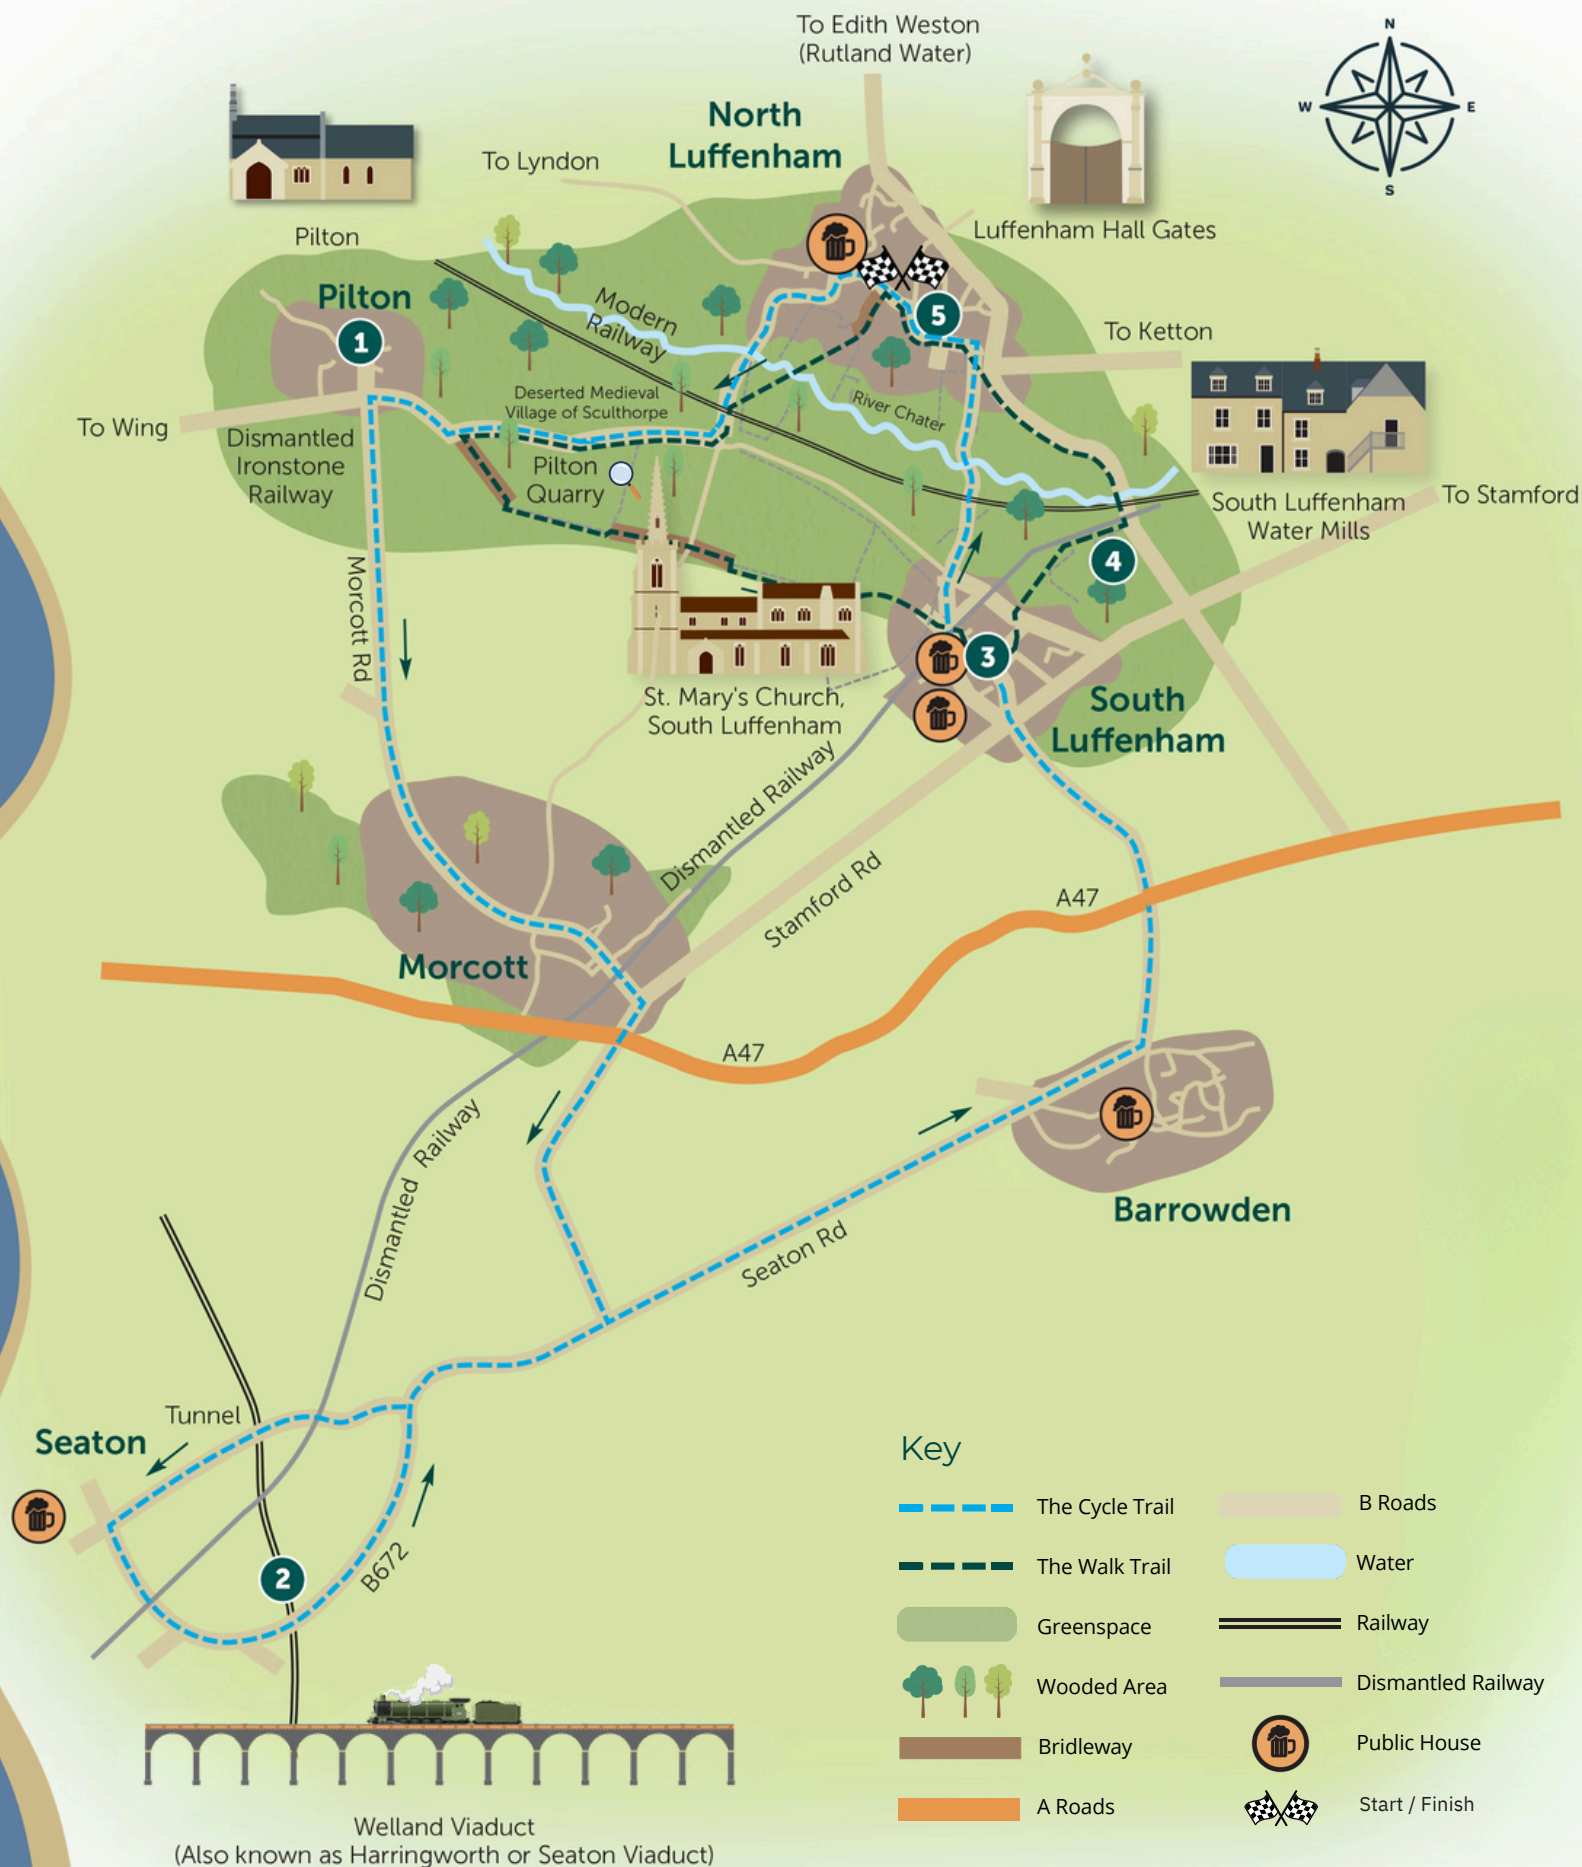 To Edith Weston
(Rutland Water)
N
W
E
S
North
Luffenham
To Lyndon
Luffenham Hall Gates
Pilton
Pilton
1
Modern
Railway
5
To Ketton
Deserted Medieval
Village of Sculthorpe
River Chater
To Wing
Dismantled
Ironstone
Railway
Pilton
Quarry
South Luffenham
Water Mills
To Stamford
4
Morcott Rd
3
St. Mary's Church,
South Luffenham
South
Luffenham
Dismantled Railway
Stamford Rd
A47
Morcott
A47
Dismantled Railway
Barrowden
Seaton Rd
Tunnel
Seaton
2
B672
Welland Viaduct
(Also known as Harringworth or Seaton Viaduct)
Key
The Cycle Trail
The Walk Trail
Greenspace
Wooded Area
Bridleway
A Roads
B Roads
Water
Railway
Dismantled Railway
Public House
Start / Finish